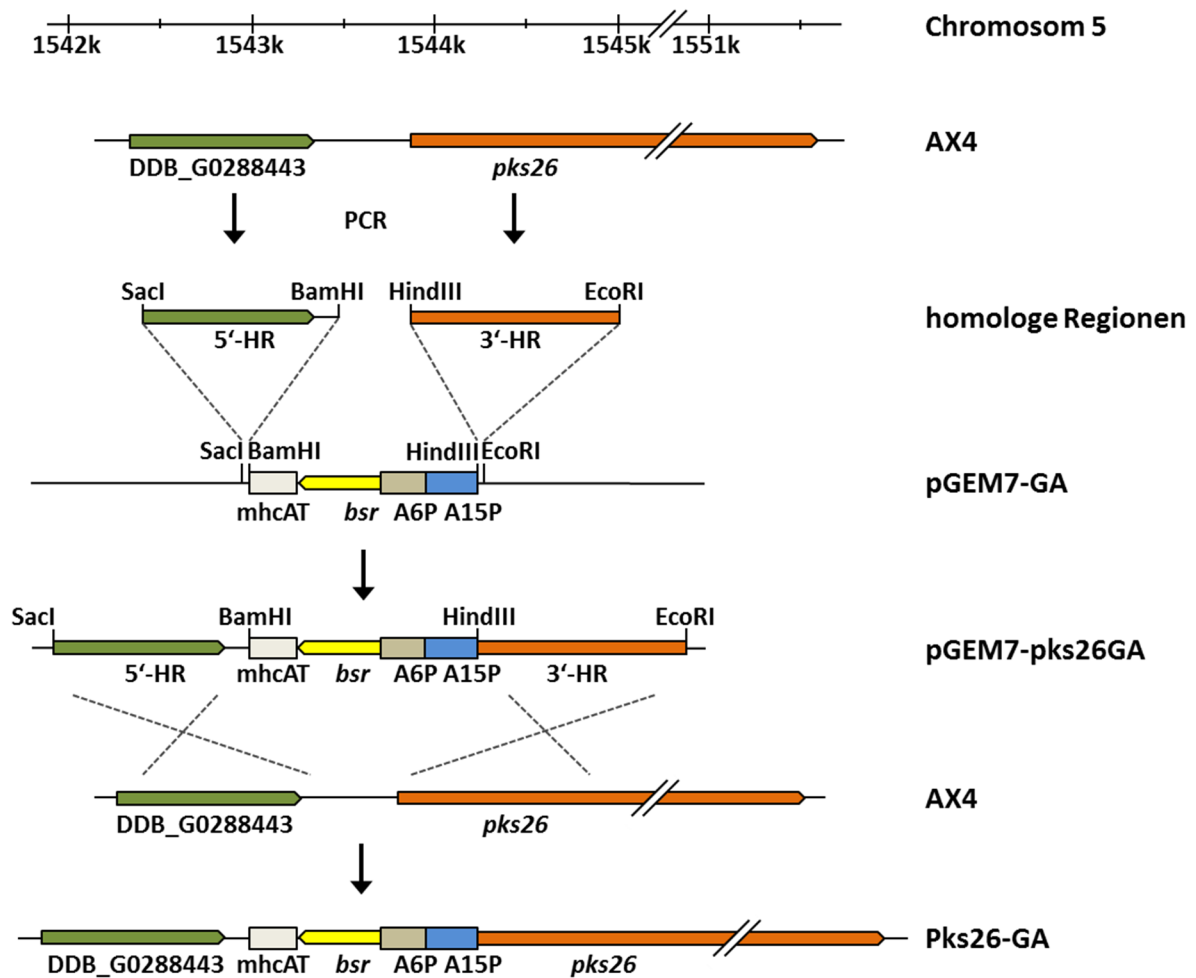 1542k 1543k 1544k 1545k 1551k Chromosom 5
AX4
DDB_G0288443 pks26
PCR
SacI BamHI HindIII EcoRI
homologe Regionen
5‘-HR 3‘-HR
SacI BamHI HindIII EcoRI
pGEM7-GA
mhcAT bsr A6P A15P
SacI BamHI HindIII EcoRI
pGEM7-pks26GA
5‘-HR mhcAT bsr A6P A15P 3‘-HR
AX4
DDB_G0288443 pks26
Pks26-GA
DDB_G0288443 mhcAT bsr A6P A15P pks26